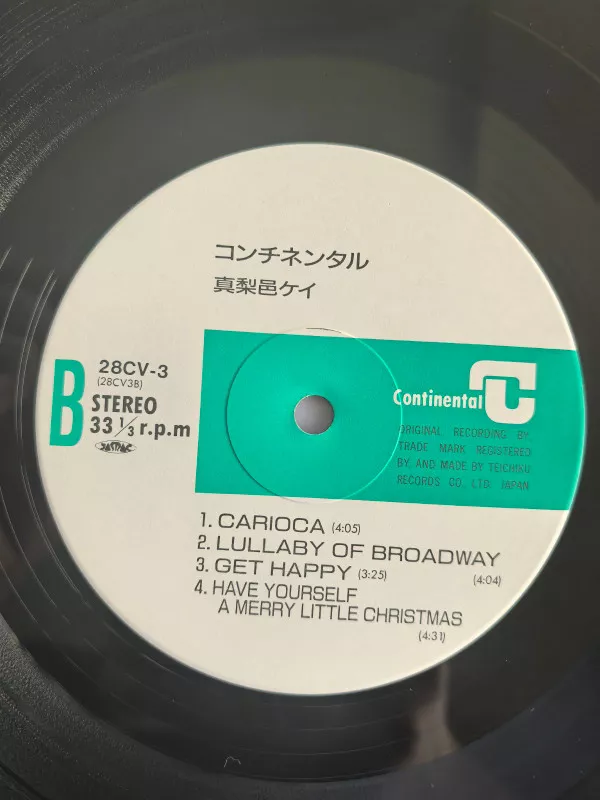 コンチネンタル
真梨邑ケイ
B
28CV-3
(28CV3B)
STEREO
33 1/3 r.p.m
JASRAC
Continental
ORIGINAL RECORDING BY
TRADE MARK REGISTERED
BY, AND MADE BY TEICHIKU
RECORDS CO., LTD. JAPAN
1. CARIOCA (4:05)
2. LULLABY OF BROADWAY
(4:04)
3. GET HAPPY (3:25)
4. HAVE YOURSELF
A MERRY LITTLE CHRISTMAS
(4:31)